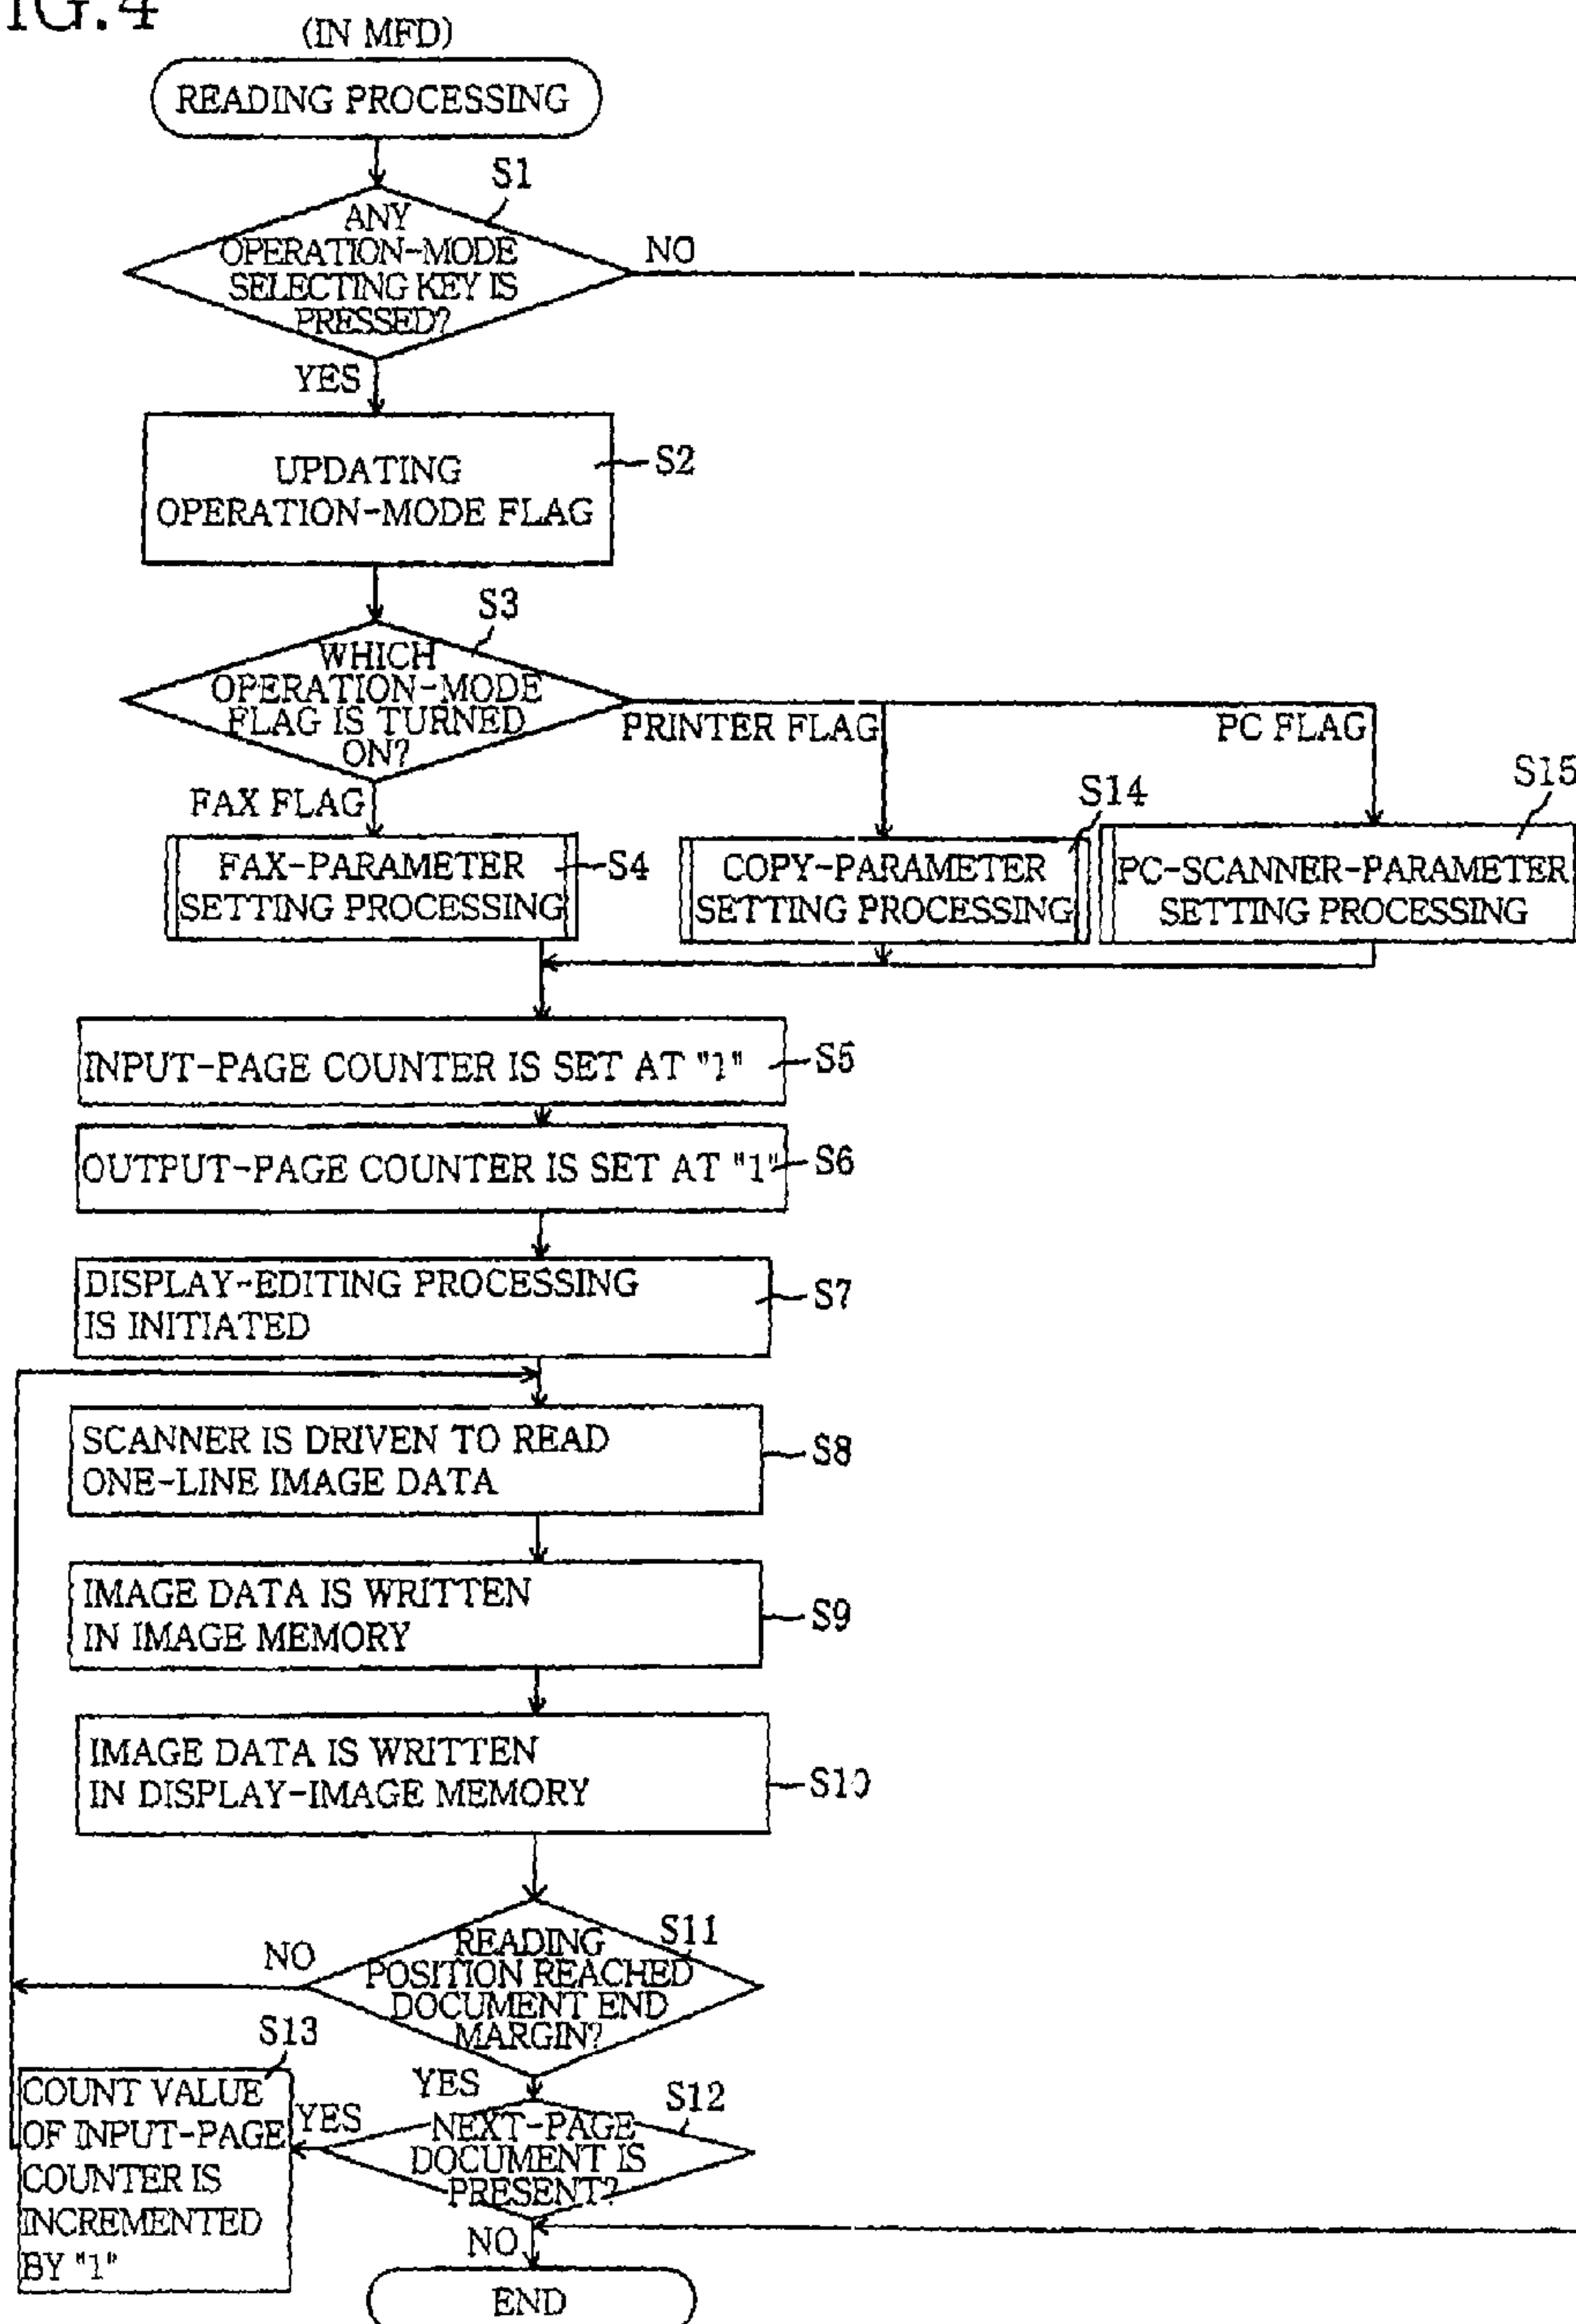 IG.4
(IN MFD)
READING PROCESSING
S1
ANY
OPERATION-MODE
SELECTING KEY IS
PRESSED?
NO
YES
UPDATING
OPERATION-MODE FLAG
S2
S3
WHICH
OPERATION-MODE
FLAG IS TURNED
ON?
PRINTER FLAG
PC FLAG
FAX FLAG
S14
S15
FAX-PARAMETER
SETTING PROCESSING
S4
COPY-PARAMETER
SETTING PROCESSING
PC-SCANNER-PARAMETER
SETTING PROCESSING
INPUT-PAGE COUNTER IS SET AT "1"
S5
OUTPUT-PAGE COUNTER IS SET AT "1"
S6
DISPLAY-EDITING PROCESSING
IS INITIATED
S7
SCANNER IS DRIVEN TO READ
ONE-LINE IMAGE DATA
S8
IMAGE DATA IS WRITTEN
IN IMAGE MEMORY
S9
IMAGE DATA IS WRITTEN
IN DISPLAY-IMAGE MEMORY
S10
S11
READING
POSITION REACHED
DOCUMENT END
MARGIN?
NO
YES
S13
COUNT VALUE
OF INPUT-PAGE
COUNTER IS
INCREMENTED
BY "1"
YES
S12
NEXT-PAGE
DOCUMENT IS
PRESENT?
NO
END